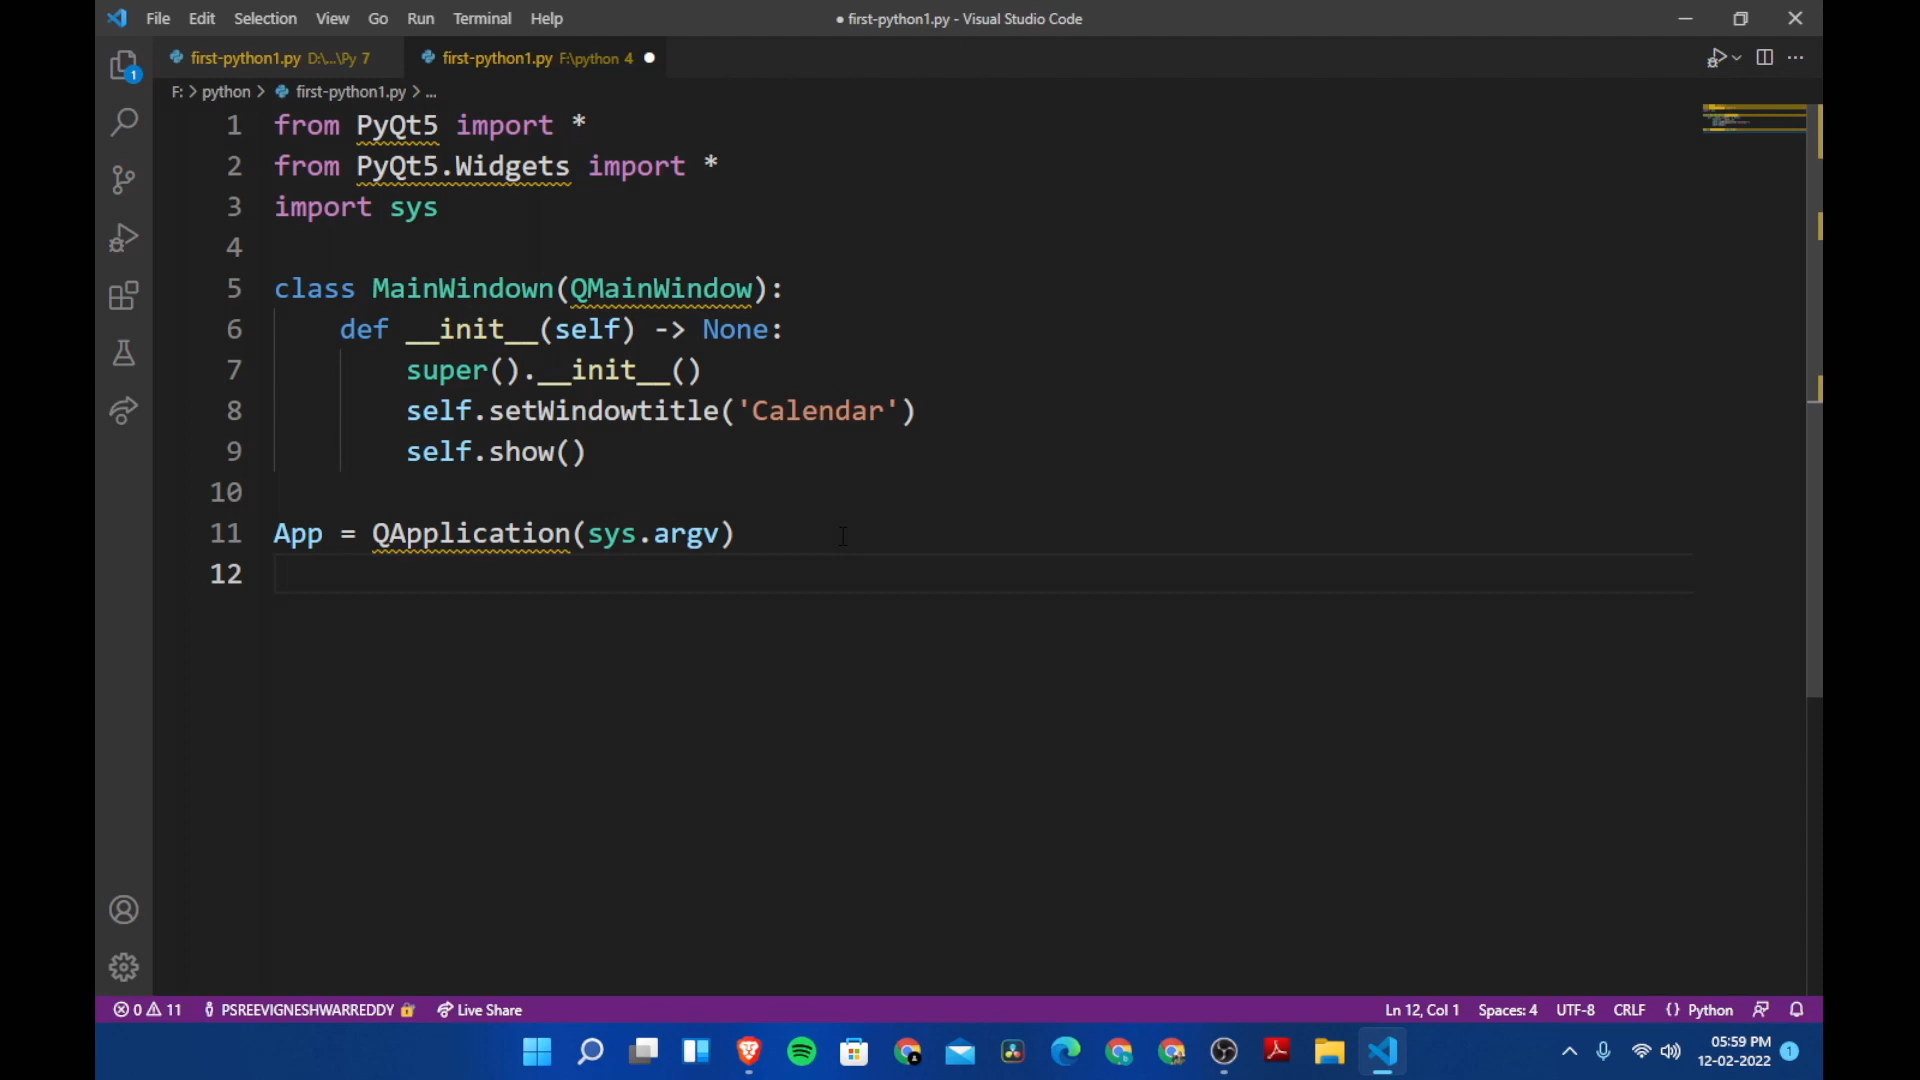 File Edit Selection View Go Run Terminal Help
● first-python1.py - Visual Studio Code
first-python1.py D:\...\Py 7
first-python1.py F:\python 4 ●
F: > python > first-python1.py > ...
1 from PyQt5 import *
2 from PyQt5.Widgets import *
3 import sys
4
5 class MainWindown(QMainWindow):
6 def __init__(self) -> None:
7 super().__init__()
8 self.setWindowtitle('Calendar')
9 self.show()
10
11 App = QApplication(sys.argv)
12
1
0 11 PSREEVIGNESHWARREDDY Live Share
Ln 12, Col 1 Spaces: 4 UTF-8 CRLF {} Python
05:59 PM
12-02-2022
1